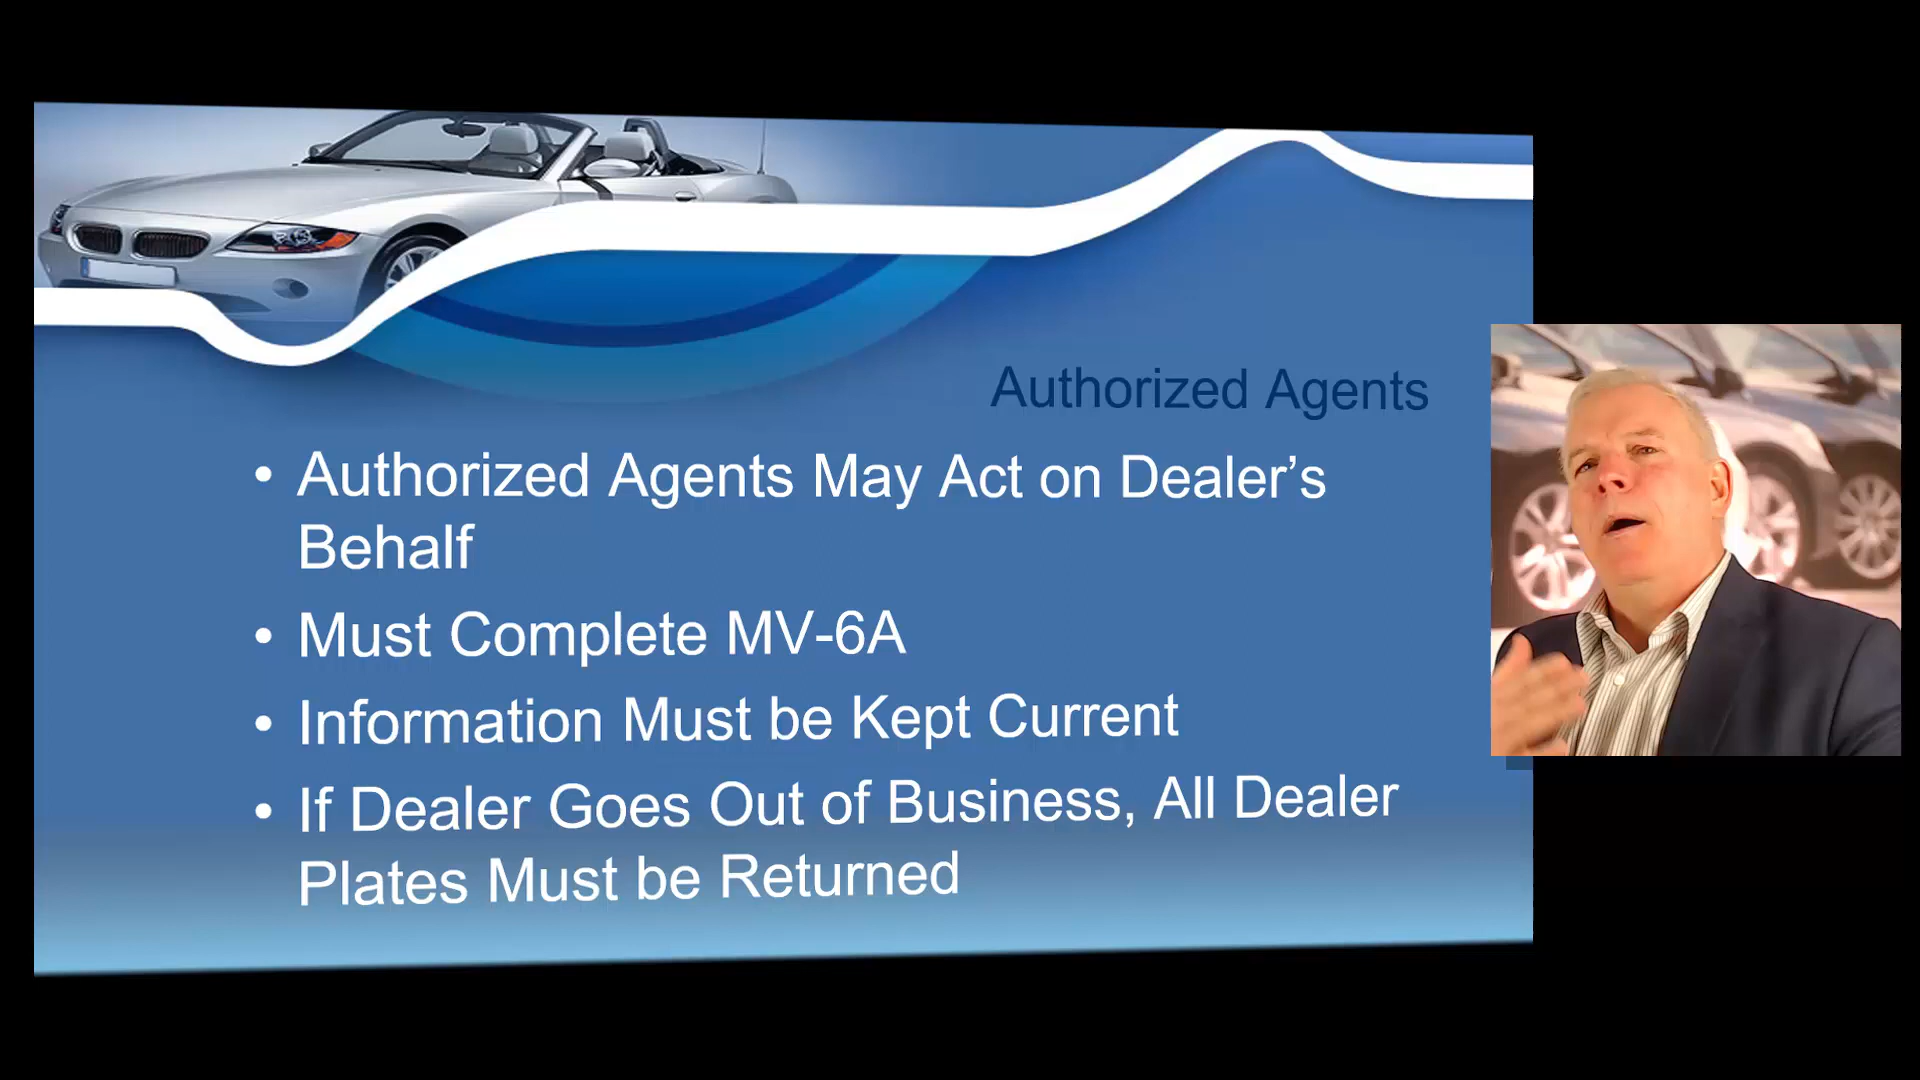 Authorized Agents
• Authorized Agents May Act on Dealer’s
Behalf
• Must Complete MV-6A
• Information Must be Kept Current
• If Dealer Goes Out of Business, All Dealer
Plates Must be Returned